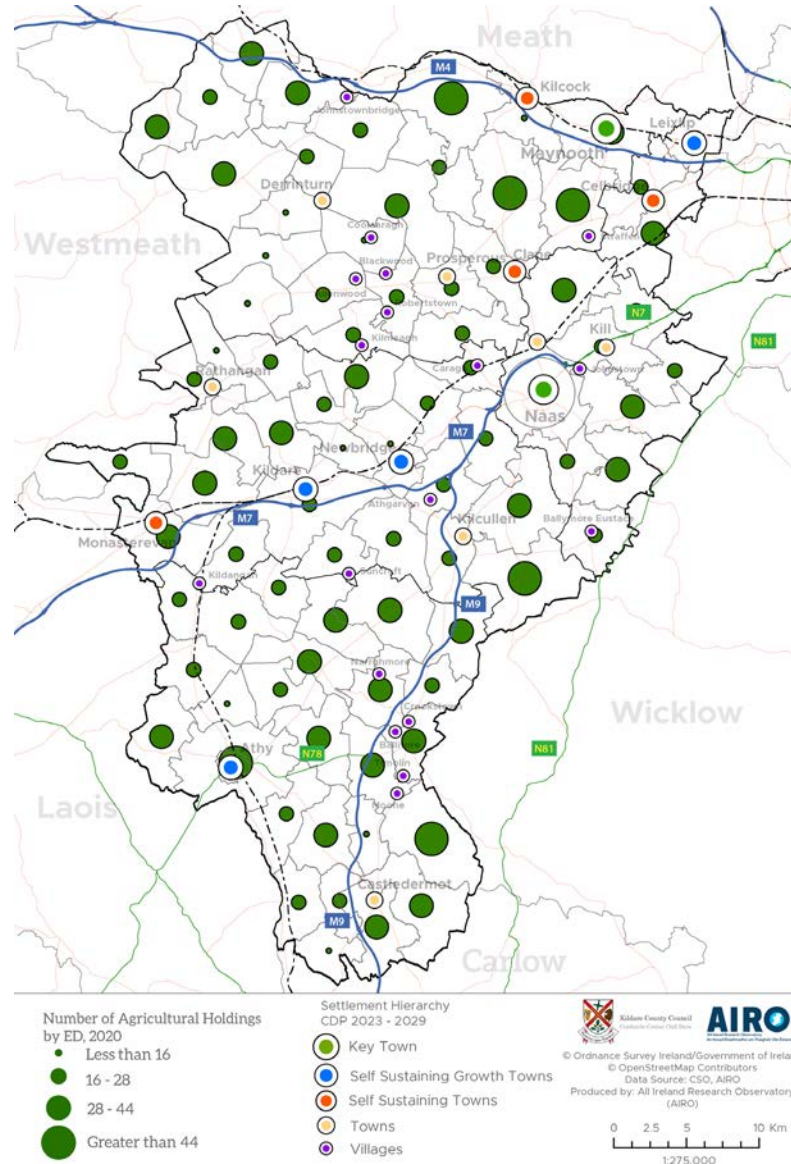 Meath
M4
Kilcock
Johnstownbridge
Leixlip
Maynooth
Derrinturn
Celbridge
Westmeath
Coolearagh
Straffan
Blackwood
Prosperous
Clane
Robertstown
N7
Kill
N81
Kilmeagh
Rathangan
Caragh
Johnstown
Naas
M7
Newbridge
Kildare
Athgarvan
Kilcullen
M7
Ballymore Eustace
Monasterevan
Kildangan
Suncroft
M9
Narraghmore
Wicklow
Crookstown
Athy
N78
N81
Timolin
Laois
Moone
Castledermot
M9
Carlow
Number of Agricultural Holdings
by ED, 2020
Less than 16
16 - 28
28 - 44
Greater than 44
Settlement Hierarchy
CDP 2023 - 2029
Key Town
Self Sustaining Growth Towns
Self Sustaining Towns
Towns
Villages
Kildare County Council
AIRO
© Ordnance Survey Ireland/Government of Irela
© OpenStreetMap Contributors
Data Source: CSO, AIRO
Produced by: All Ireland Research Observatory
(AIRO)
0 2.5 5 10 Km
1:275,000